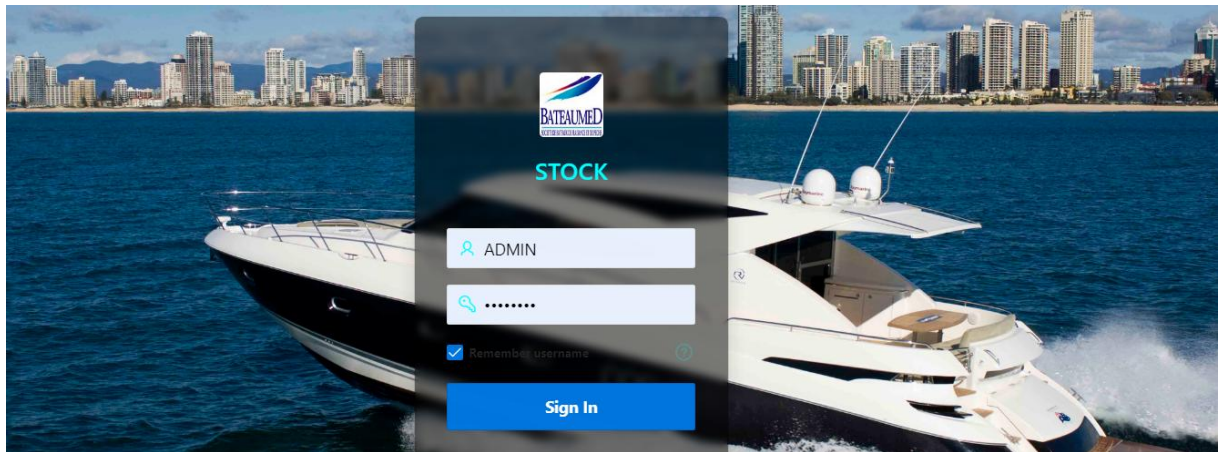 BATEAUMED
STOCK
ADMIN
••••••••
Remember username
Sign In